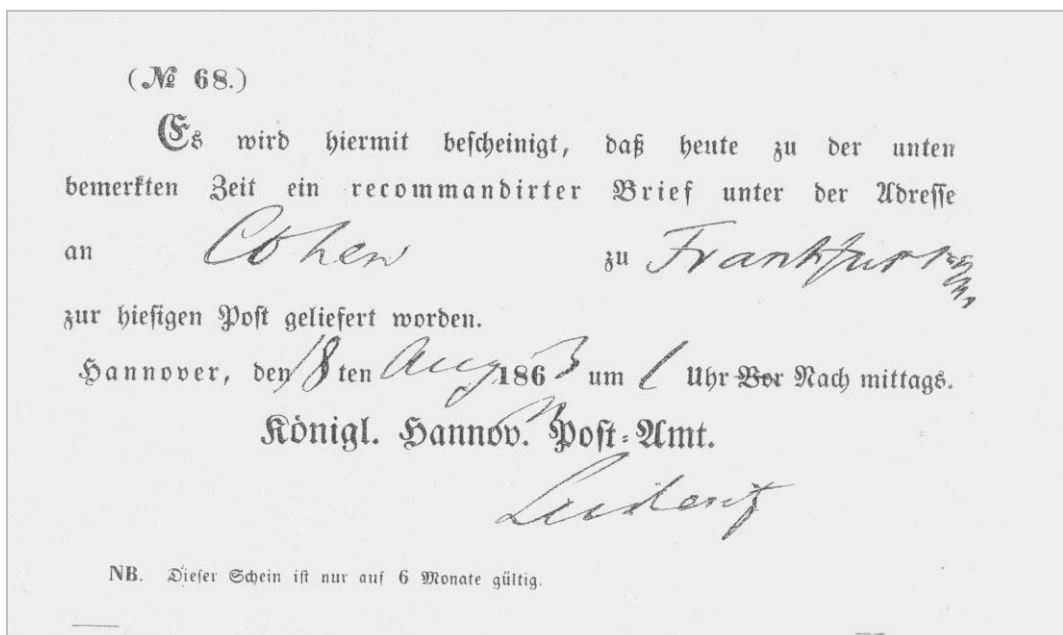 (№ 68.)
Es wird hiermit bescheinigt, daß heute zu der unten
bemerkten Zeit ein recommandirter Brief unter der Adresse
an Cohen zu Frankfurt
zur hiesigen Post geliefert worden.
Hannover, den 18 ten Aug 1863 um 1 Uhr Vor Nach mittags.
Königl. Hannov. Post-Amt.
NB. Dieser Schein ist nur auf 6 Monate gültig.